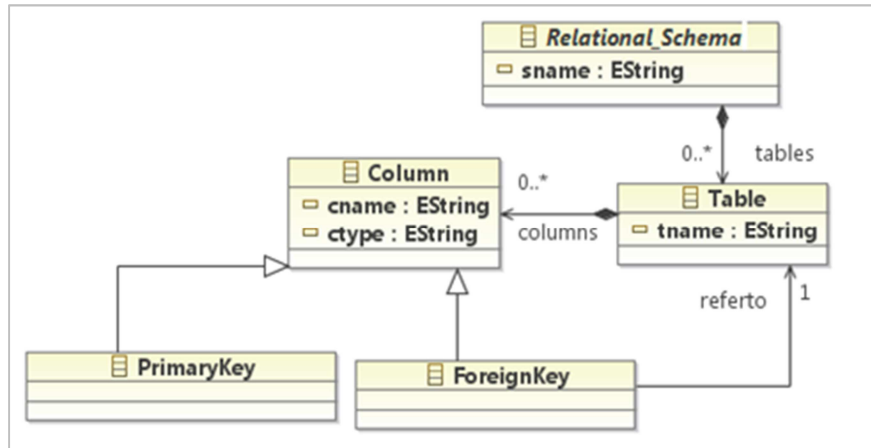 Relational_Schema
sname : EString
0..* tables
Column
cname : EString
ctype : EString
0..*
columns
Table
tname : EString
referto 1
PrimaryKey
ForeignKey